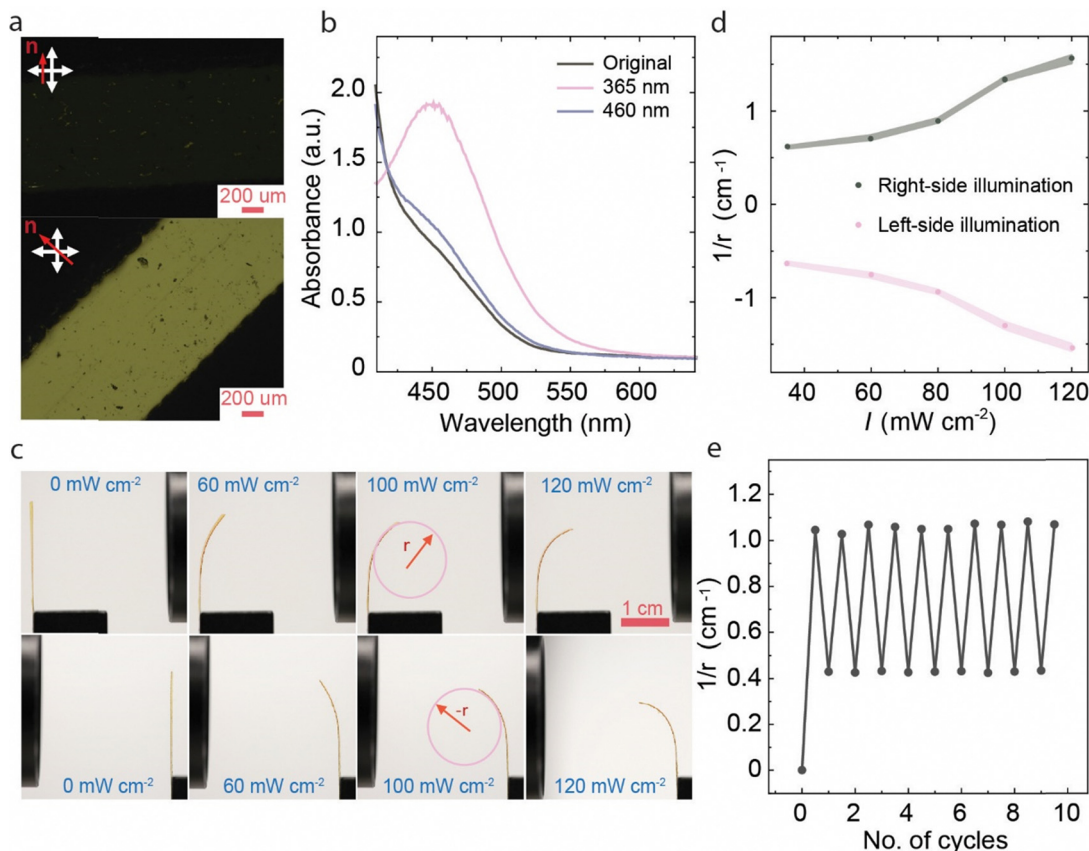 a
n
200 um
n
200 um
b
Absorbance (a.u.)
2.0
1.5
1.0
0.5
0
Original
365 nm
460 nm
450
500
550
600
Wavelength (nm)
c
0 mW cm⁻²
60 mW cm⁻²
100 mW cm⁻²
120 mW cm⁻²
r
1 cm
-r
0 mW cm⁻²
60 mW cm⁻²
100 mW cm⁻²
120 mW cm⁻²
d
1/r (cm⁻¹)
1
0
-1
Right-side illumination
Left-side illumination
40
60
80
100
120
I (mW cm⁻²)
e
1/r (cm⁻¹)
1.2
1.0
0.8
0.6
0.4
0.2
0
0
2
4
6
8
10
No. of cycles